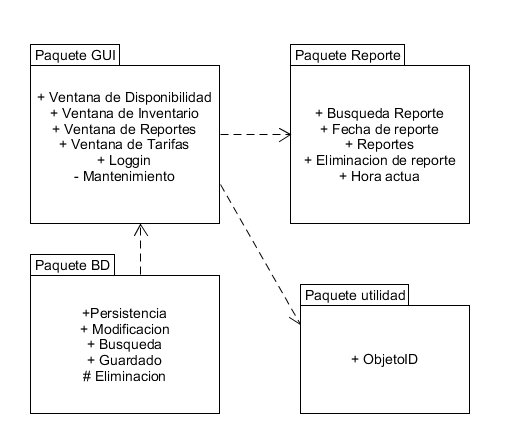 Paquete GUI
+ Ventana de Disponibilidad
+ Ventana de Inventario
+ Ventana de Reportes
+ Ventana de Tarifas
+ Loggin
- Mantenimiento
Paquete Reporte
+ Busqueda Reporte
+ Fecha de reporte
+ Reportes
+ Eliminacion de reporte
+ Hora actua
Paquete BD
+Persistencia
+ Modificacion
+ Busqueda
+ Guardado
# Eliminacion
Paquete utilidad
+ ObjetoID